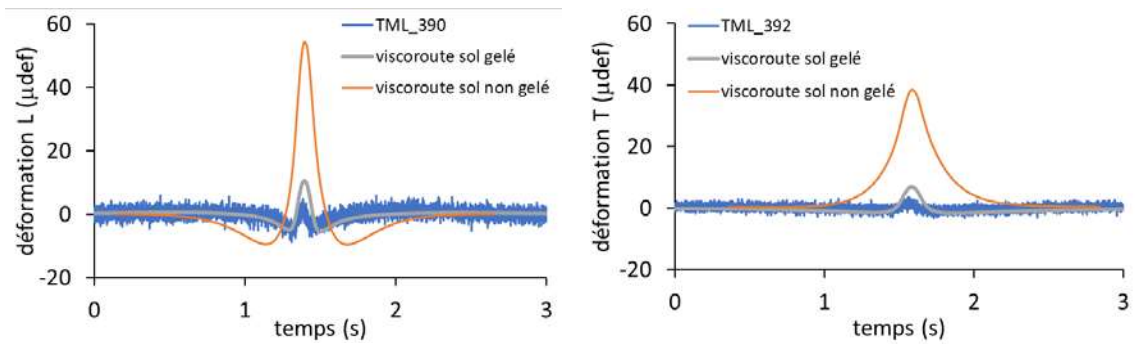 60
40
20
0
-20
déformation L (µdef)
TML_390
viscoroute sol gelé
viscoroute sol non gelé
0 1 2 3
temps (s)
60
40
20
0
-20
déformation T (µdef)
TML_392
viscoroute sol gelé
viscoroute sol non gelé
0 1 2 3
temps (s)